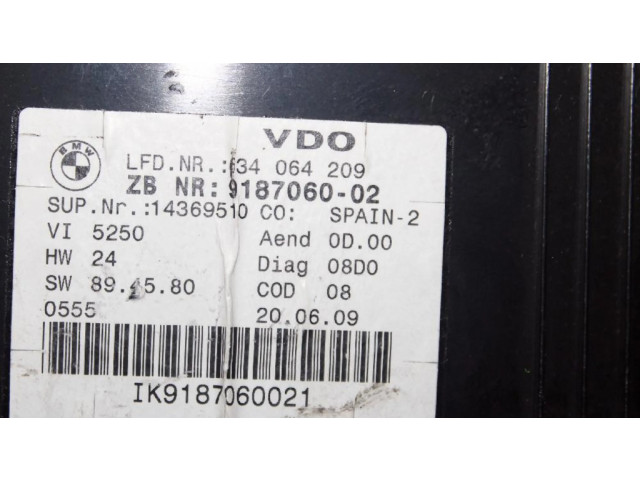 BMW
VDO
LFD.NR.:34 064 209
ZB NR:9187060-02
SUP.Nr.:14369510 CO: SPAIN-2
VI 5250 Aend 0D.00
HW 24 Diag 08D0
SW 89.45.80 COD 08
0555 20.06.09
IK9187060021